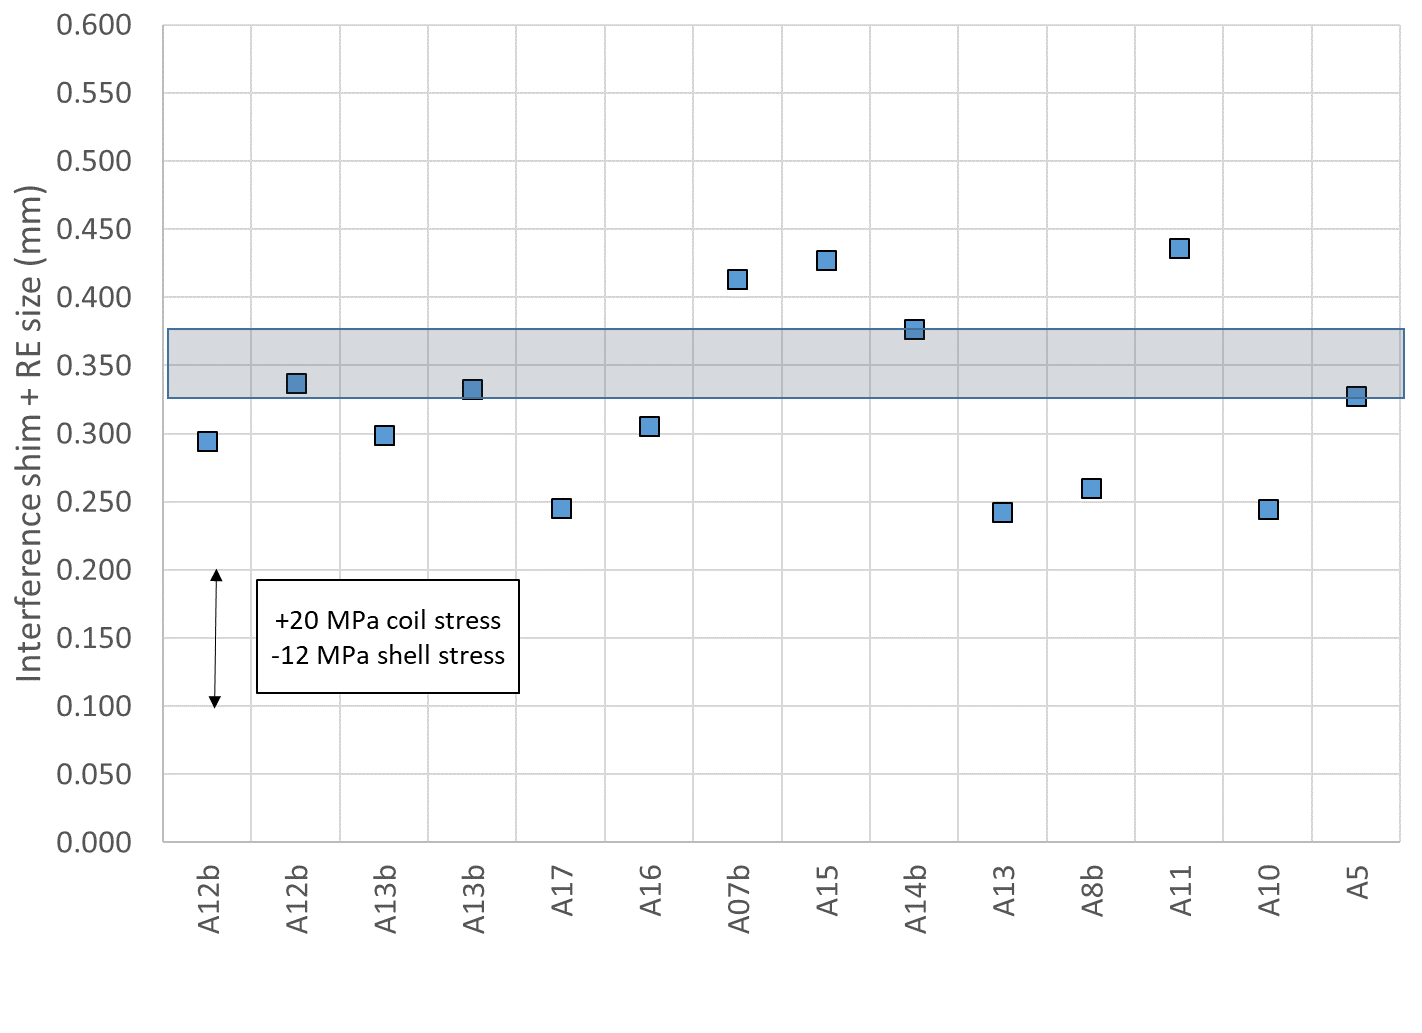 Interference shim + RE size (mm)
0.600
0.550
0.500
0.450
0.400
0.350
0.300
0.250
0.200
0.150
0.100
0.050
0.000
+20 MPa coil stress
-12 MPa shell stress
A12b
A12b
A13b
A13b
A17
A16
A07b
A15
A14b
A13
A8b
A11
A10
A5